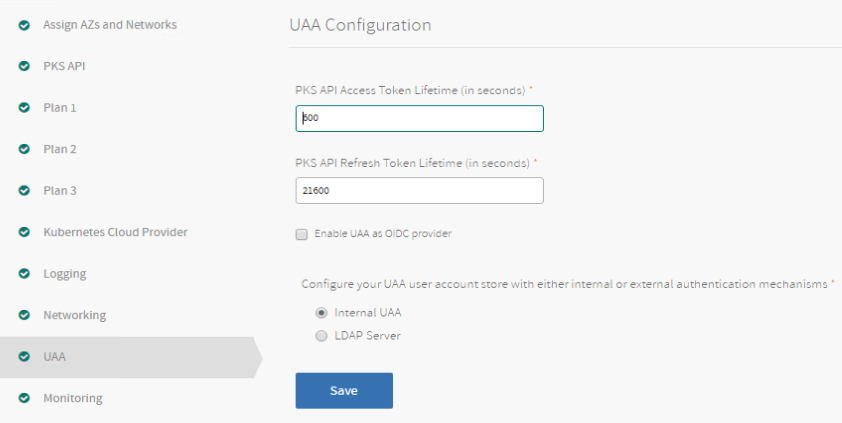 Assign AZs and Networks
PKS API
Plan 1
Plan 2
Plan 3
Kubernetes Cloud Provider
Logging
Networking
UAA
Monitoring
UAA Configuration
PKS API Access Token Lifetime (in seconds) *
600
PKS API Refresh Token Lifetime (in seconds) *
21600
Enable UAA as OIDC provider
Configure your UAA user account store with either internal or external authentication mechanisms *
Internal UAA
LDAP Server
Save